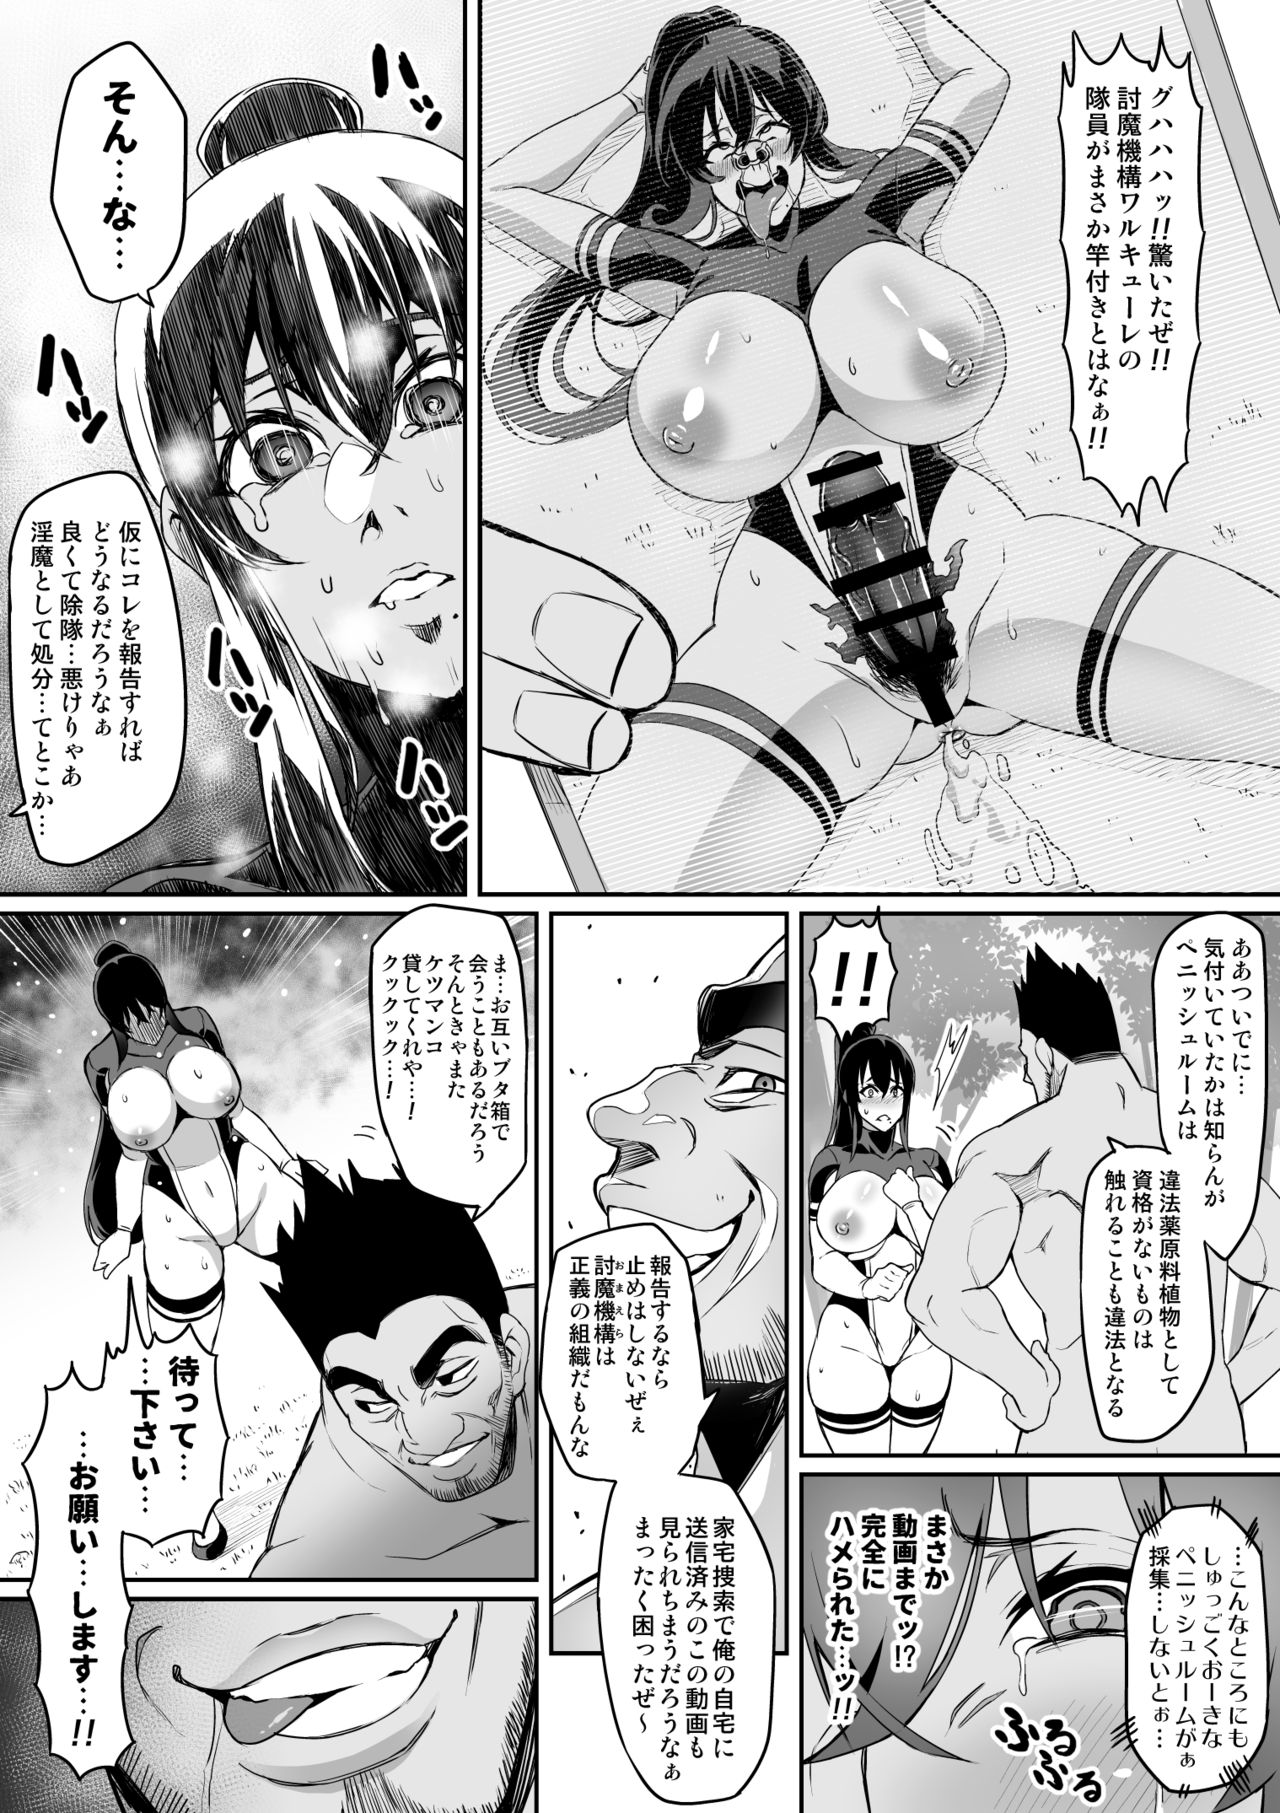 グハハハッ!!驚いたぜ!!
討魔機構ワルキューレの
隊員がまさか竿付きとはなぁ!!
そん…な…
仮にコレを報告すれば
どうなるだろうなぁ
良くて除隊…悪けりゃあ
淫魔として処分…てとこか…
ドッ
ドッ
ドッ
ドッ
ああついでに…
気付いていたかは知らんが
ペニッシュルームは
違法薬原料植物として
資格がないものは
触れることも違法となる
!!
…こんなところにも
しゅっごくおーきな
ペニッシュルームがぁ
採集…しないとぉ…
まさか
動画までッ!?
完全に
ハメられた…ッ!!
ふるふる
報告するなら
止めはしないぜぇ
討魔機構は
おまえら
正義の組織だもんな
家宅捜索で俺の自宅に
送信済みのこの動画も
見られちまうだろうなぁ
まったく困ったぜ〜
ま…お互いブタ箱で
会うこともあるだろう
そんときゃまた
ケツマンコ
貸してくれや…!
クックック…!
待って…
…下さい…
…お願い…します…!!